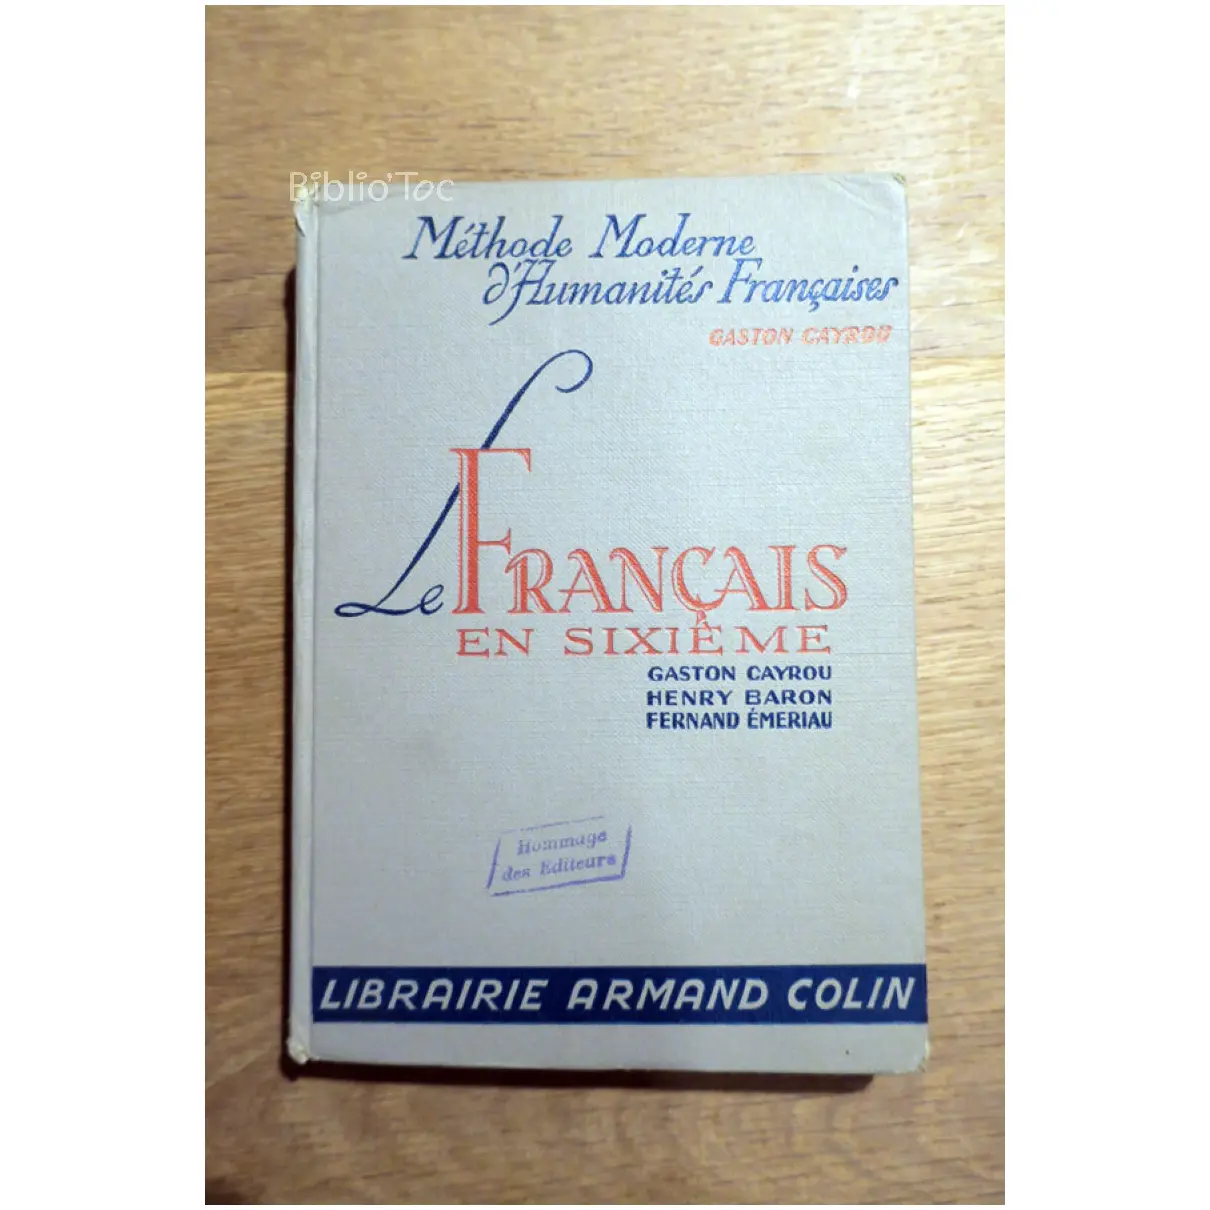 Biblio'Toc
Méthode Moderne
d'Humanités Françaises
GASTON CAYROU
Le FRANÇAIS
EN SIXIÈME
GASTON CAYROU
HENRY BARON
FERNAND ÉMERIAU
Hommage
des Editeurs
LIBRAIRIE ARMAND COLIN